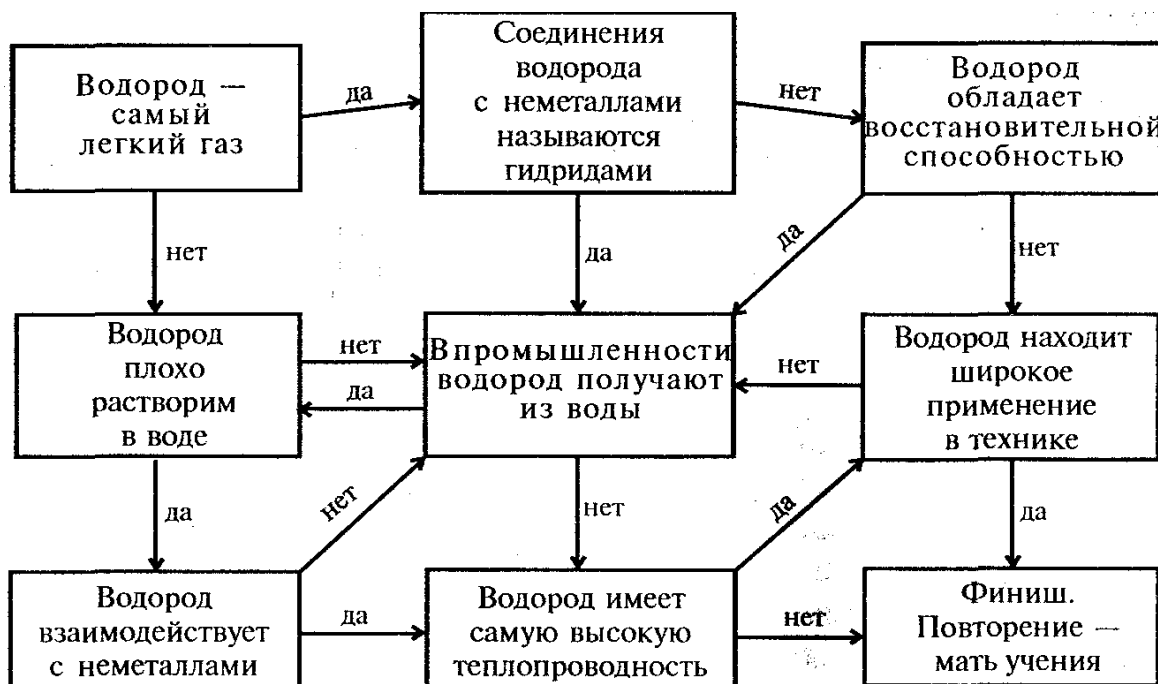 Водород —
самый
легкий газ
да
Соединения
водорода
с неметаллами
называются
гидридами
нет
Водород
обладает
восстановительной
способностью
нет
да
да
нет
Водород
плохо
растворим
в воде
нет
да
В промышленности
водород получают
из воды
нет
Водород находит
широкое
применение
в технике
да
нет
нет
да
да
Водород
взаимодействует
с неметаллами
да
Водород имеет
самую высокую
теплопроводность
нет
Финиш.
Повторение —
мать учения